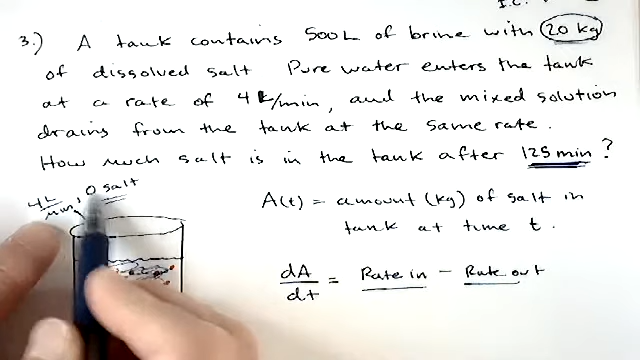 I.C.
3.) A tank contains 500L of brine with 20 kg
of dissolved salt Pure water enters the tank
at a rate of 4 L/min, and the mixed solution
drains from the tank at the same rate.
How much salt is in the tank after 125 min?
4L/min, 0 salt
A(t) = amount (kg) of salt in
tank at time t.
dA/dt = Rate in - Rate out